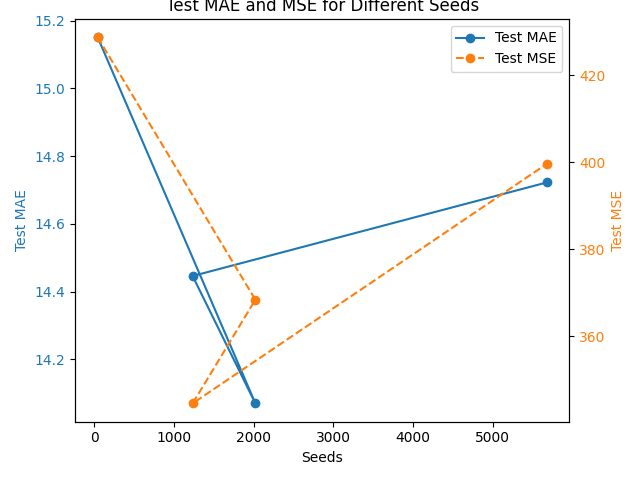 Test MAE and MSE for Different Seeds
Test MAE
Test MSE
15.2
15.0
14.8
14.6
14.4
14.2
Test MAE
420
400
380
360
Test MSE
0 1000 2000 3000 4000 5000
Seeds